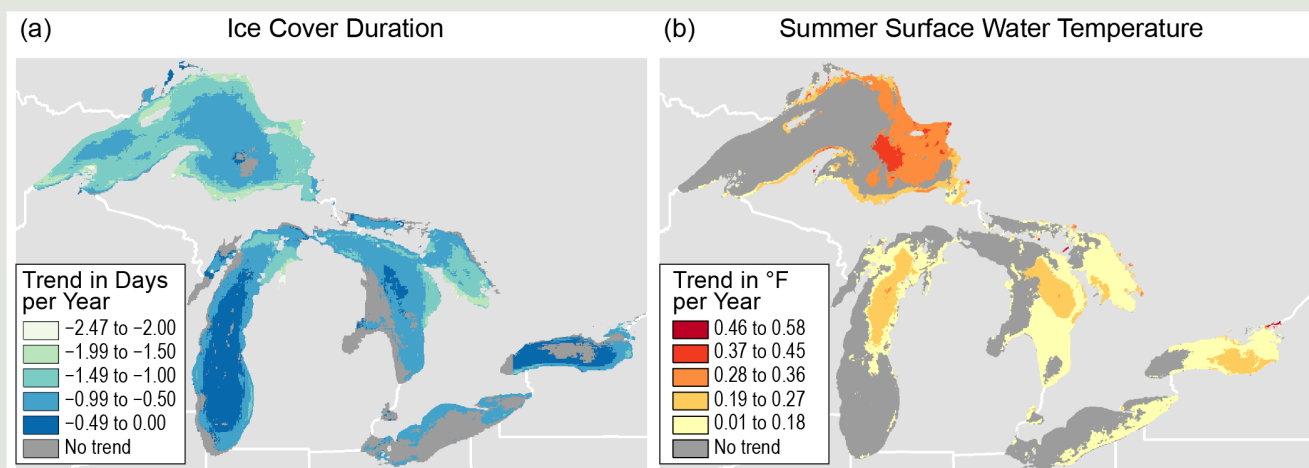 (a) Ice Cover Duration
Trend in Days
per Year
−2.47 to −2.00
−1.99 to −1.50
−1.49 to −1.00
−0.99 to −0.50
−0.49 to 0.00
No trend
(b) Summer Surface Water Temperature
Trend in °F
per Year
0.46 to 0.58
0.37 to 0.45
0.28 to 0.36
0.19 to 0.27
0.01 to 0.18
No trend